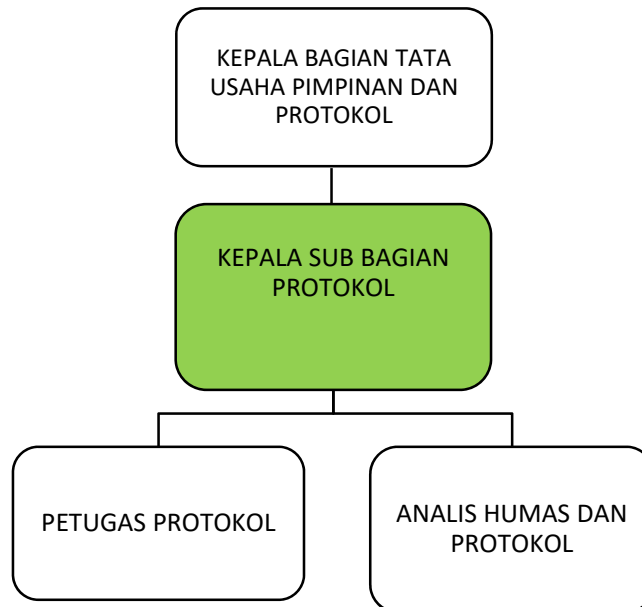 KEPALA BAGIAN TATA
USAHA PIMPINAN DAN
PROTOKOL
KEPALA SUB BAGIAN
PROTOKOL
PETUGAS PROTOKOL
ANALIS HUMAS DAN
PROTOKOL